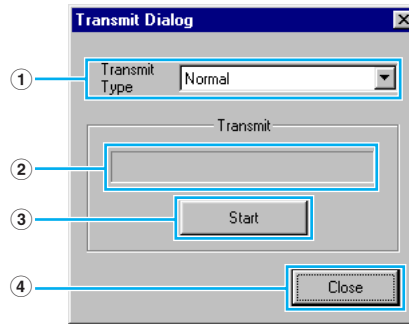 Transmit Dialog
1
Transmit
Type
Normal
Transmit
2
3
Start
4
Close